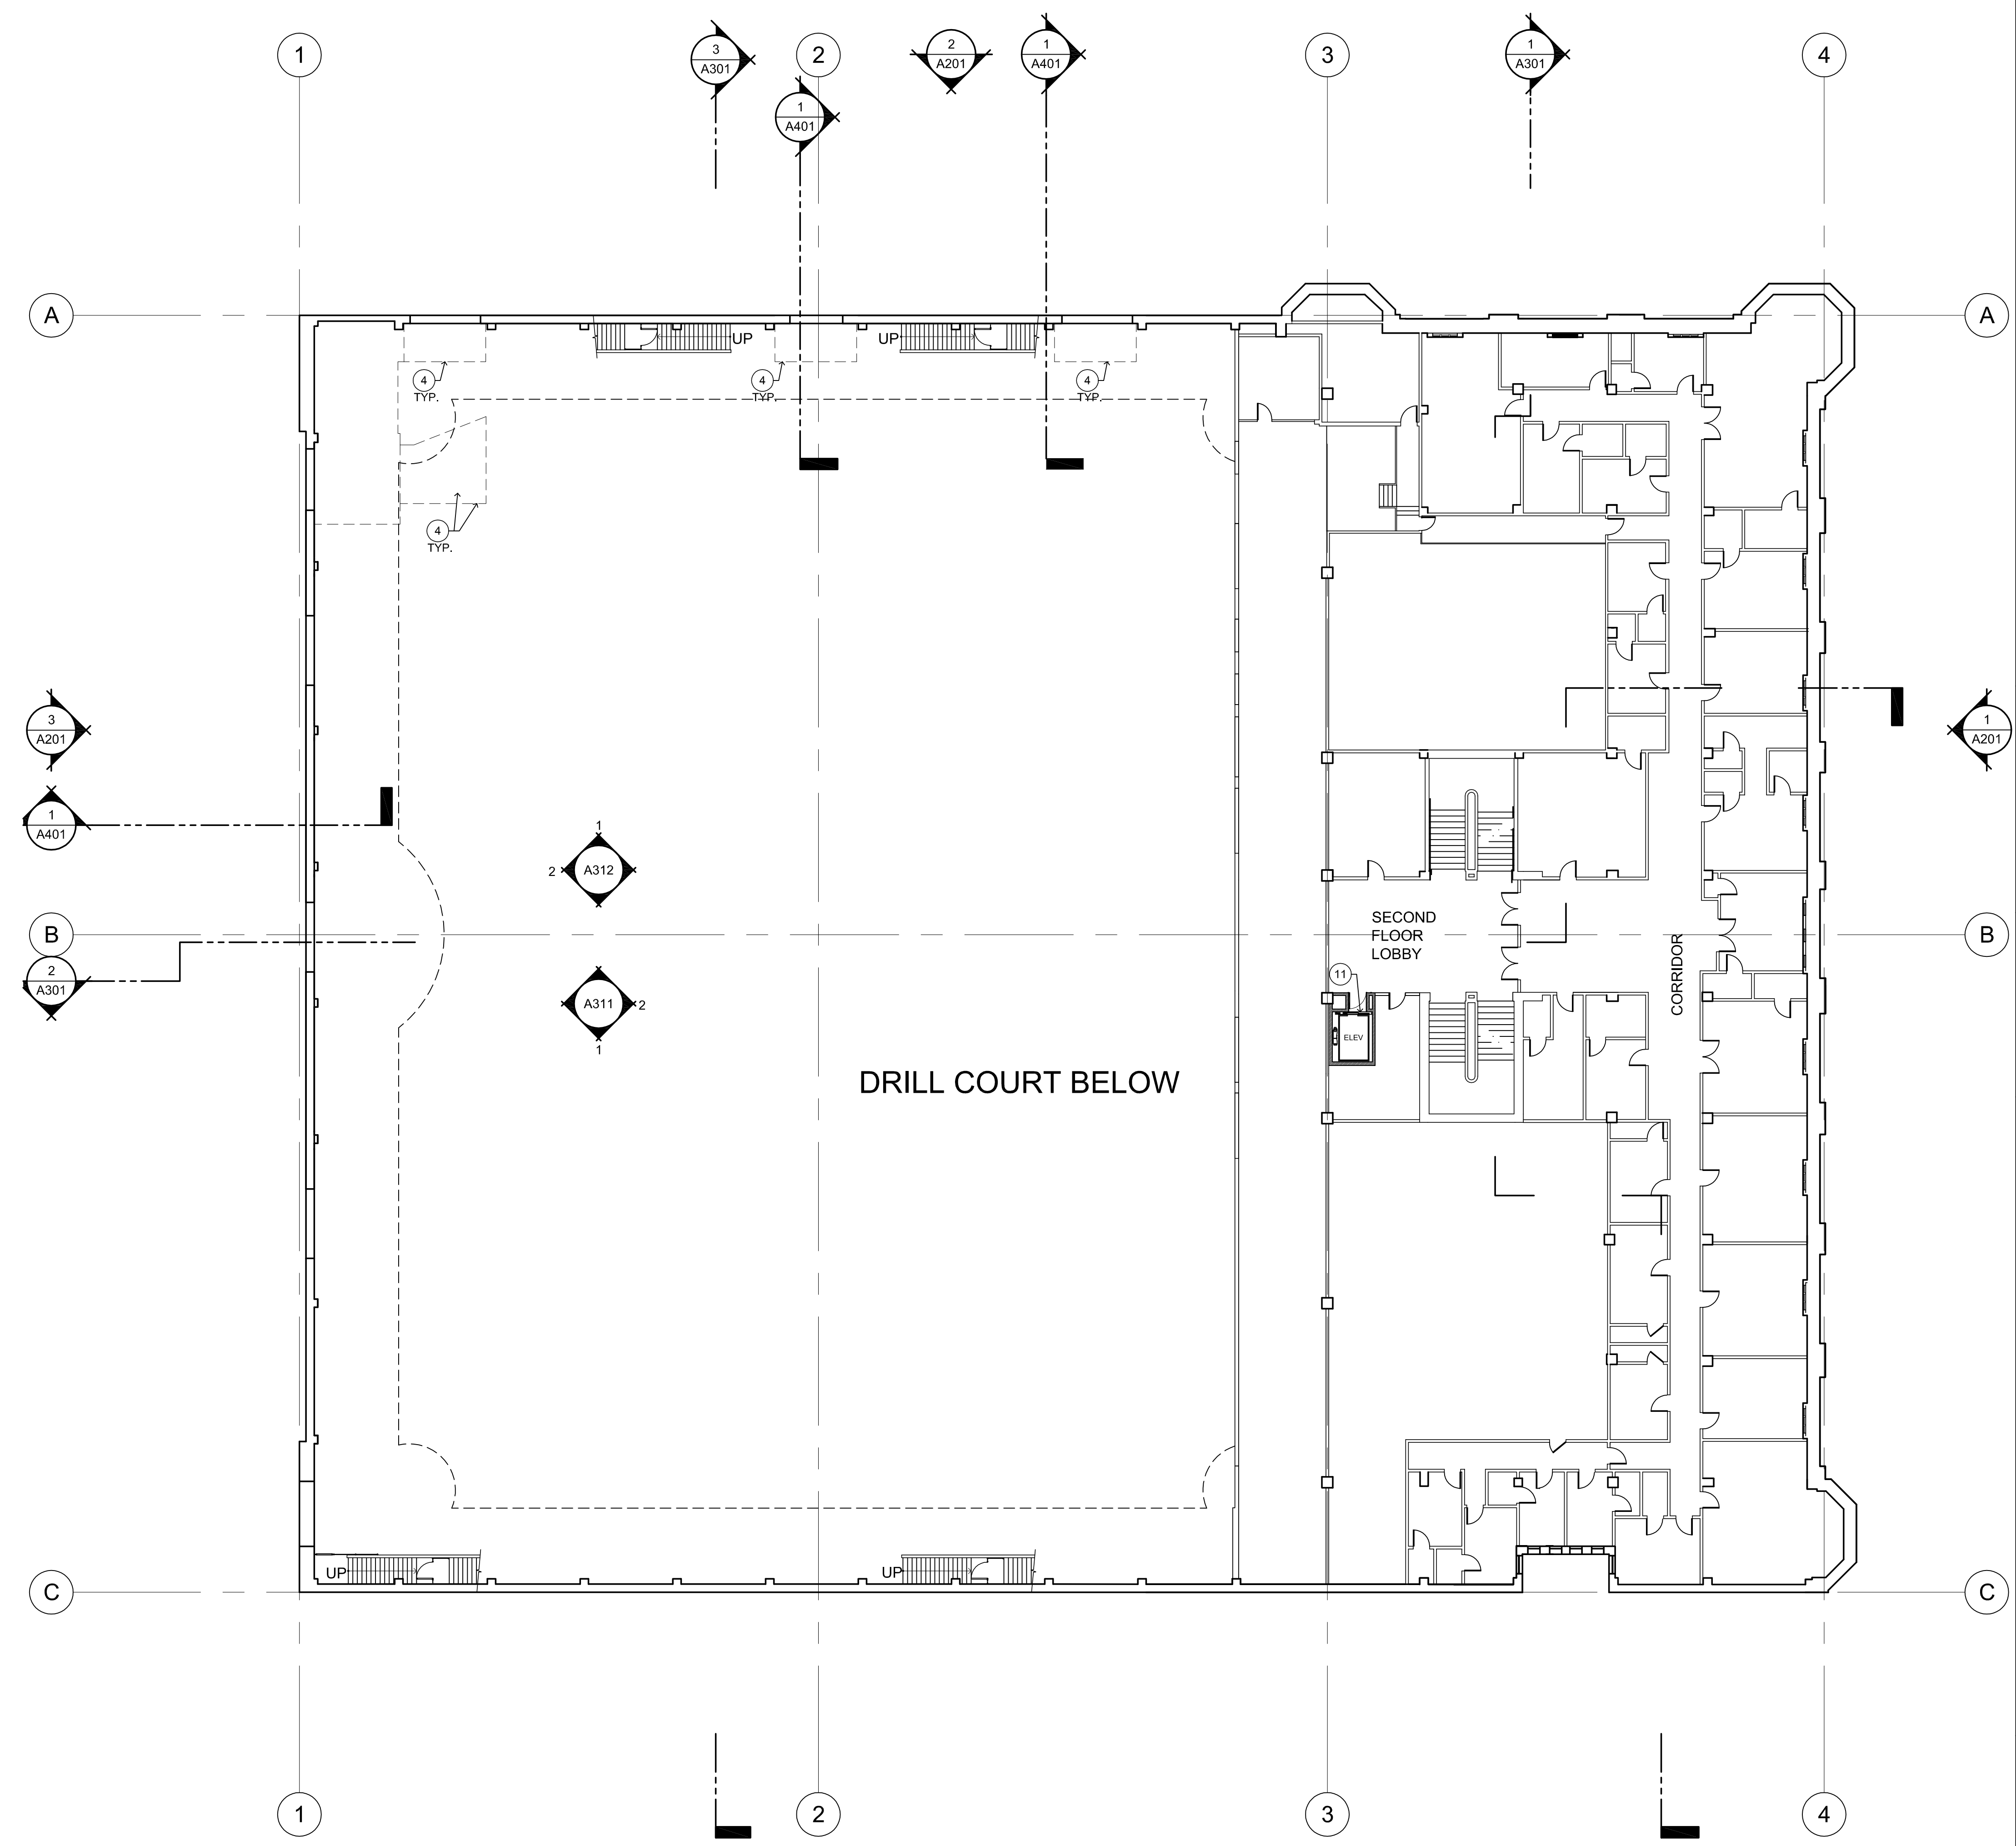 1
3
A301
2
1
A401
2
A201
1
A401
3
1
A301
4
A
A
UP
UP
4
TYP.
4
TYP.
4
TYP.
4
TYP.
3
A201
1
A201
1
A401
1
2
A312
B
B
SECOND
FLOOR
LOBBY
CORRIDOR
2
A301
11
A311
2
1
ELEV
DRILL COURT BELOW
UP
UP
C
C
1
2
3
4